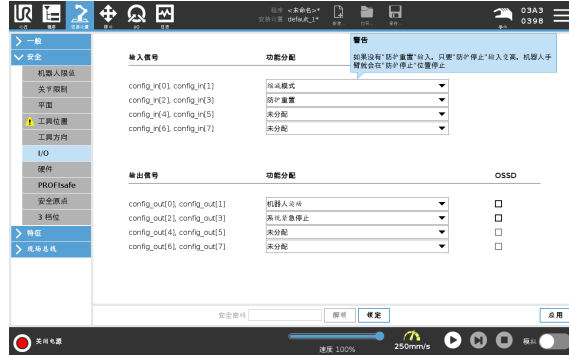 程序 <未命名>*
安装设置 default_1*
03A3
0398
一般
安全
机器人限值
关节限制
平面
工具位置
工具方向
I/O
硬件
PROFIsafe
安全原点
3 档位
特征
现场总线
警告
如果没有"防护重置"输入，只要"防护停止"输入变高，机器人手
臂就会在"防护停止"位置停止
输入信号 功能分配
config_in[0], config_in[1] 缩减模式
config_in[2], config_in[3] 防护重置
config_in[4], config_in[5] 未分配
config_in[6], config_in[7] 未分配
输出信号 功能分配 OSSD
config_out[0], config_out[1] 机器人运动
config_out[2], config_out[3] 系统紧急停止
config_out[4], config_out[5] 未分配
config_out[6], config_out[7] 未分配
安全密码 解锁 锁定 应用
关闭电源
速度 100%
250mm/s
模拟